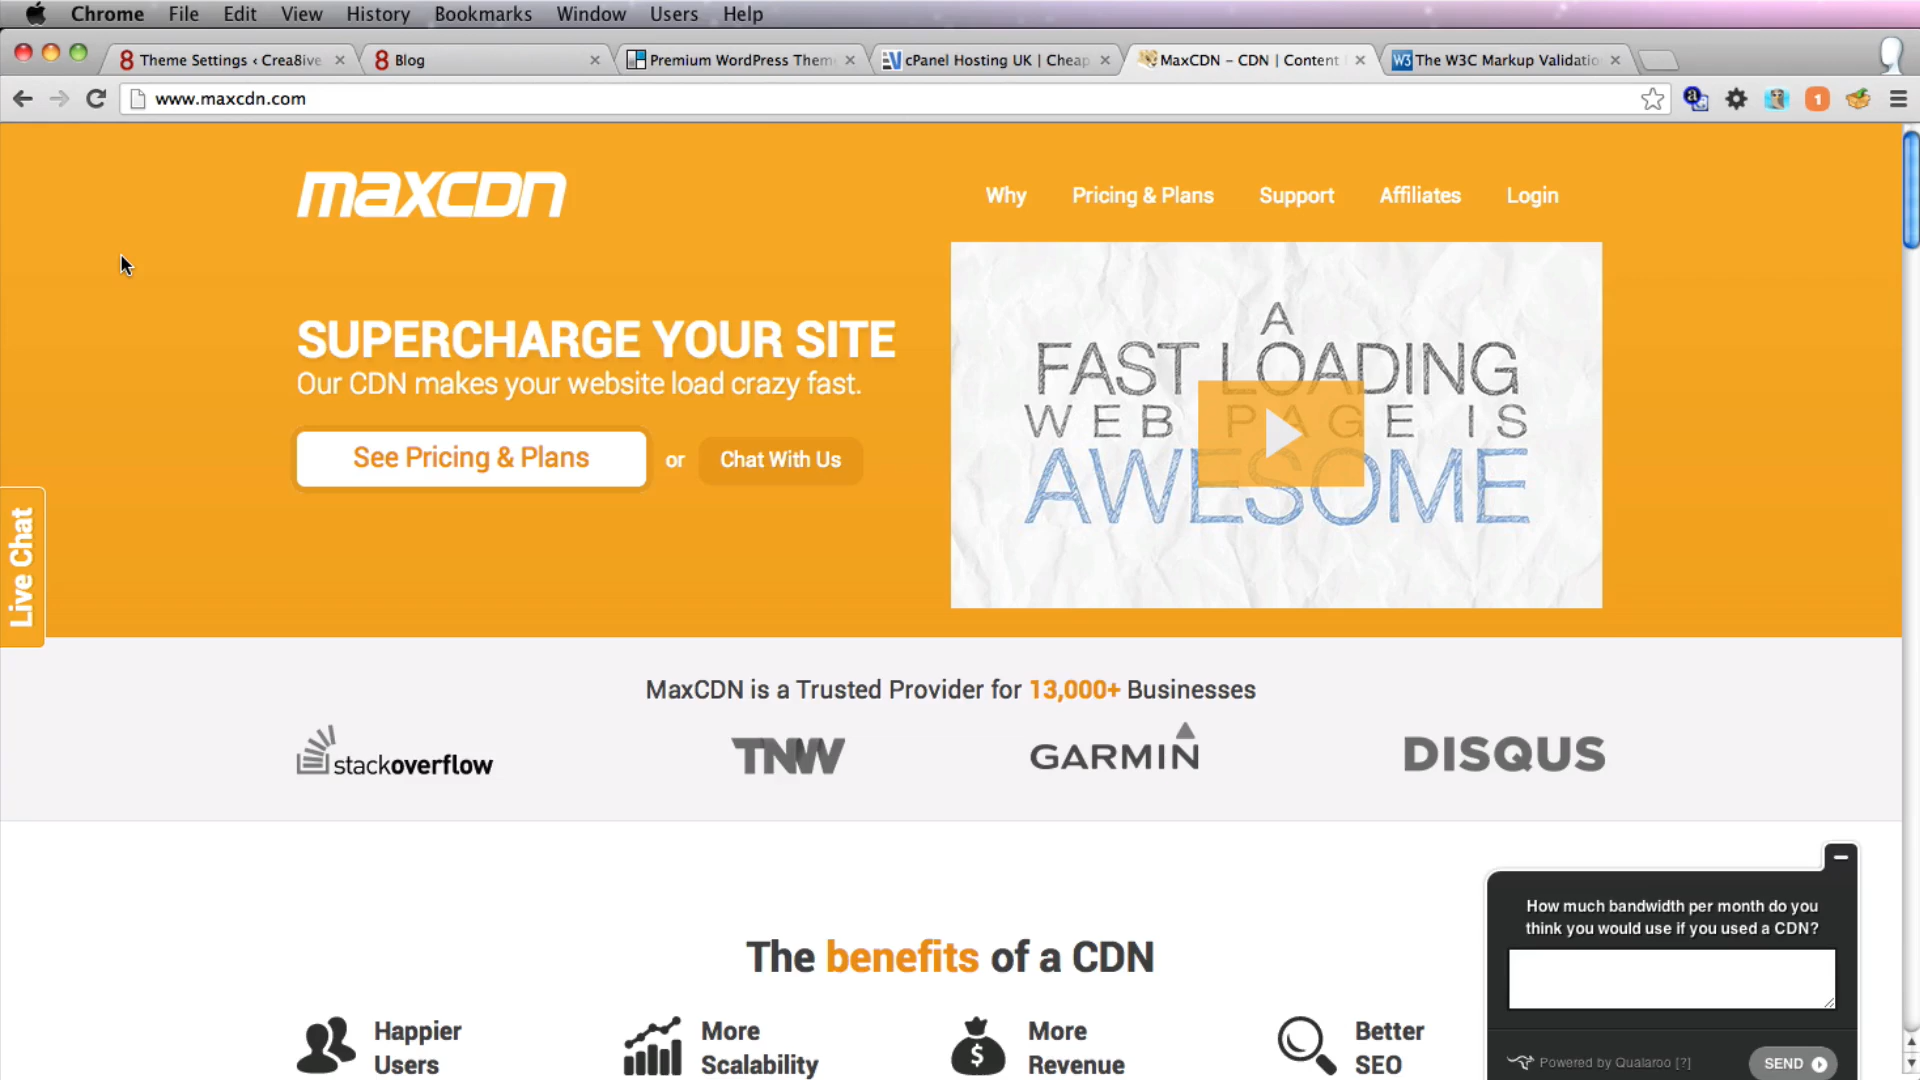 Chrome File Edit View History Bookmarks Window Users Help
Theme Settings ‹ Crea8ive
Blog
Premium WordPress Them
cPanel Hosting UK | Cheap
MaxCDN – CDN | Content
W3 The W3C Markup Validatio
www.maxcdn.com
1
maxcdn
Why Pricing & Plans Support Affiliates Login
SUPERCHARGE YOUR SITE
Our CDN makes your website load crazy fast.
See Pricing & Plans or Chat With Us
A
FAST LOADING
WEB PAGE IS
AWESOME
Live Chat
MaxCDN is a Trusted Provider for 13,000+ Businesses
stackoverflow TNW GARMIN DISQUS
The benefits of a CDN
Happier
Users
More
Scalability
$
More
Revenue
Better
SEO
How much bandwidth per month do you
think you would use if you used a CDN?
Powered by Qualaroo [?]
SEND